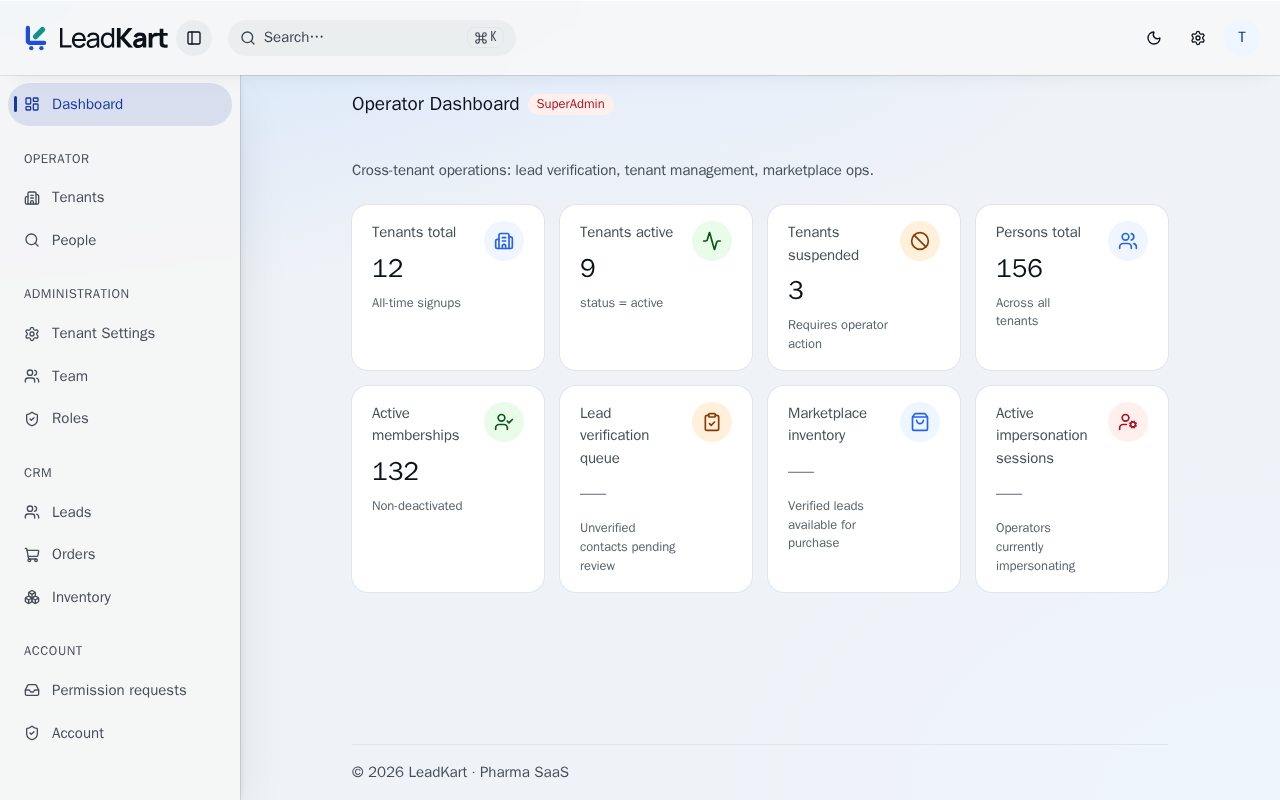 LeadKart
Search…
⌘ K
T
Dashboard
OPERATOR
Tenants
People
ADMINISTRATION
Tenant Settings
Team
Roles
CRM
Leads
Orders
Inventory
ACCOUNT
Permission requests
Account
Operator Dashboard
SuperAdmin
Cross-tenant operations: lead verification, tenant management, marketplace ops.
Tenants total
12
All-time signups
Tenants active
9
status = active
Tenants
suspended
3
Requires operator
action
Persons total
156
Across all
tenants
Active
memberships
132
Non-deactivated
Lead
verification
queue
—
Unverified
contacts pending
review
Marketplace
inventory
—
Verified leads
available for
purchase
Active
impersonation
sessions
—
Operators
currently
impersonating
© 2026 LeadKart · Pharma SaaS